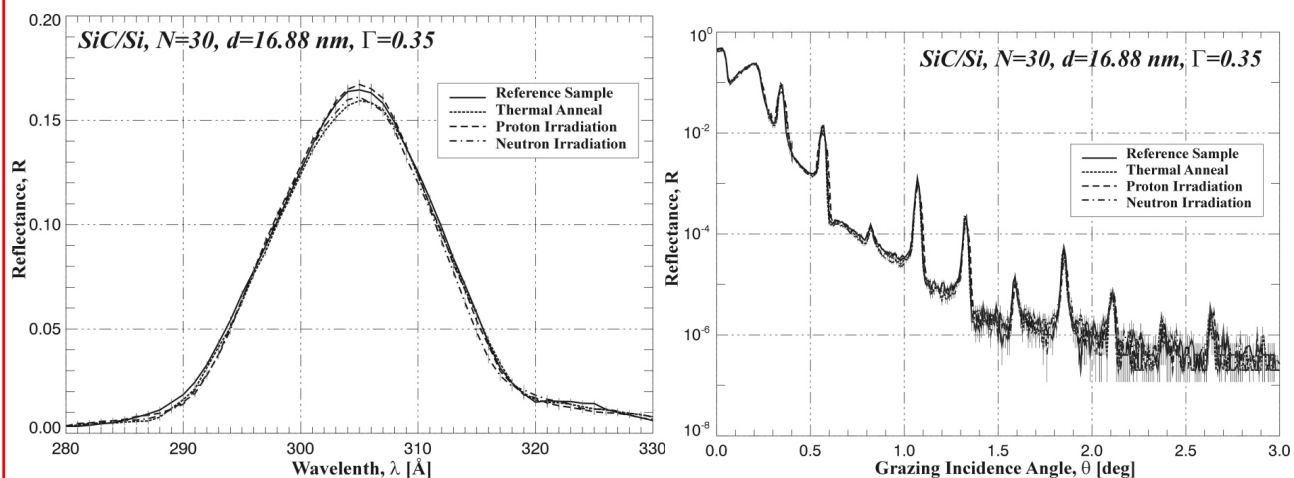 SiC/Si, N=30, d=16.88 nm, Γ=0.35
0.20
0.15
0.10
0.05
0.00
Reflectance, R
Reference Sample
Thermal Anneal
Proton Irradiation
Neutron Irradiation
280
290
300
310
320
330
Wavelenth, λ [Å]
SiC/Si, N=30, d=16.88 nm, Γ=0.35
10⁰
10⁻²
10⁻⁴
10⁻⁶
10⁻⁸
Reflectance, R
Reference Sample
Thermal Anneal
Proton Irradiation
Neutron Irradiation
0.0
0.5
1.0
1.5
2.0
2.5
3.0
Grazing Incidence Angle, θ [deg]